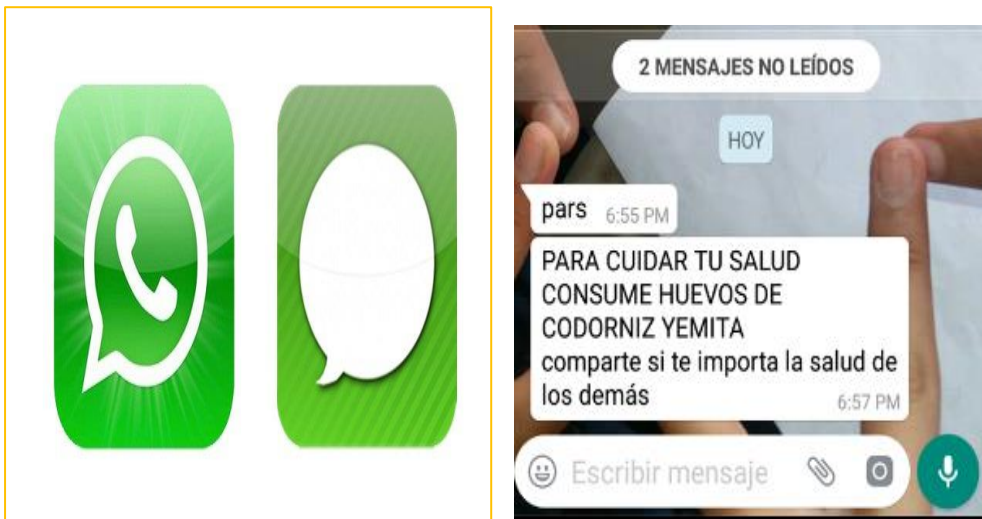 2 MENSAJES NO LEÍDOS
HOY
pars 6:55 PM
PARA CUIDAR TU SALUD
CONSUME HUEVOS DE
CODORNIZ YEMITA
comparte si te importa la salud de
los demás 6:57 PM
Escribir mensaje